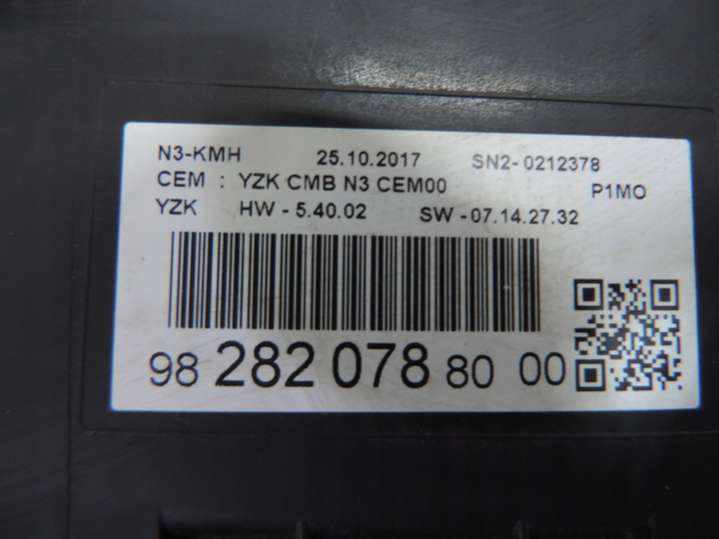 N3-KMH 25.10.2017 SN2- 0212378
CEM : YZK CMB N3 CEM00 P1MO
YZK HW - 5.40.02 SW - 07.14.27.32
98 282 078 80 00